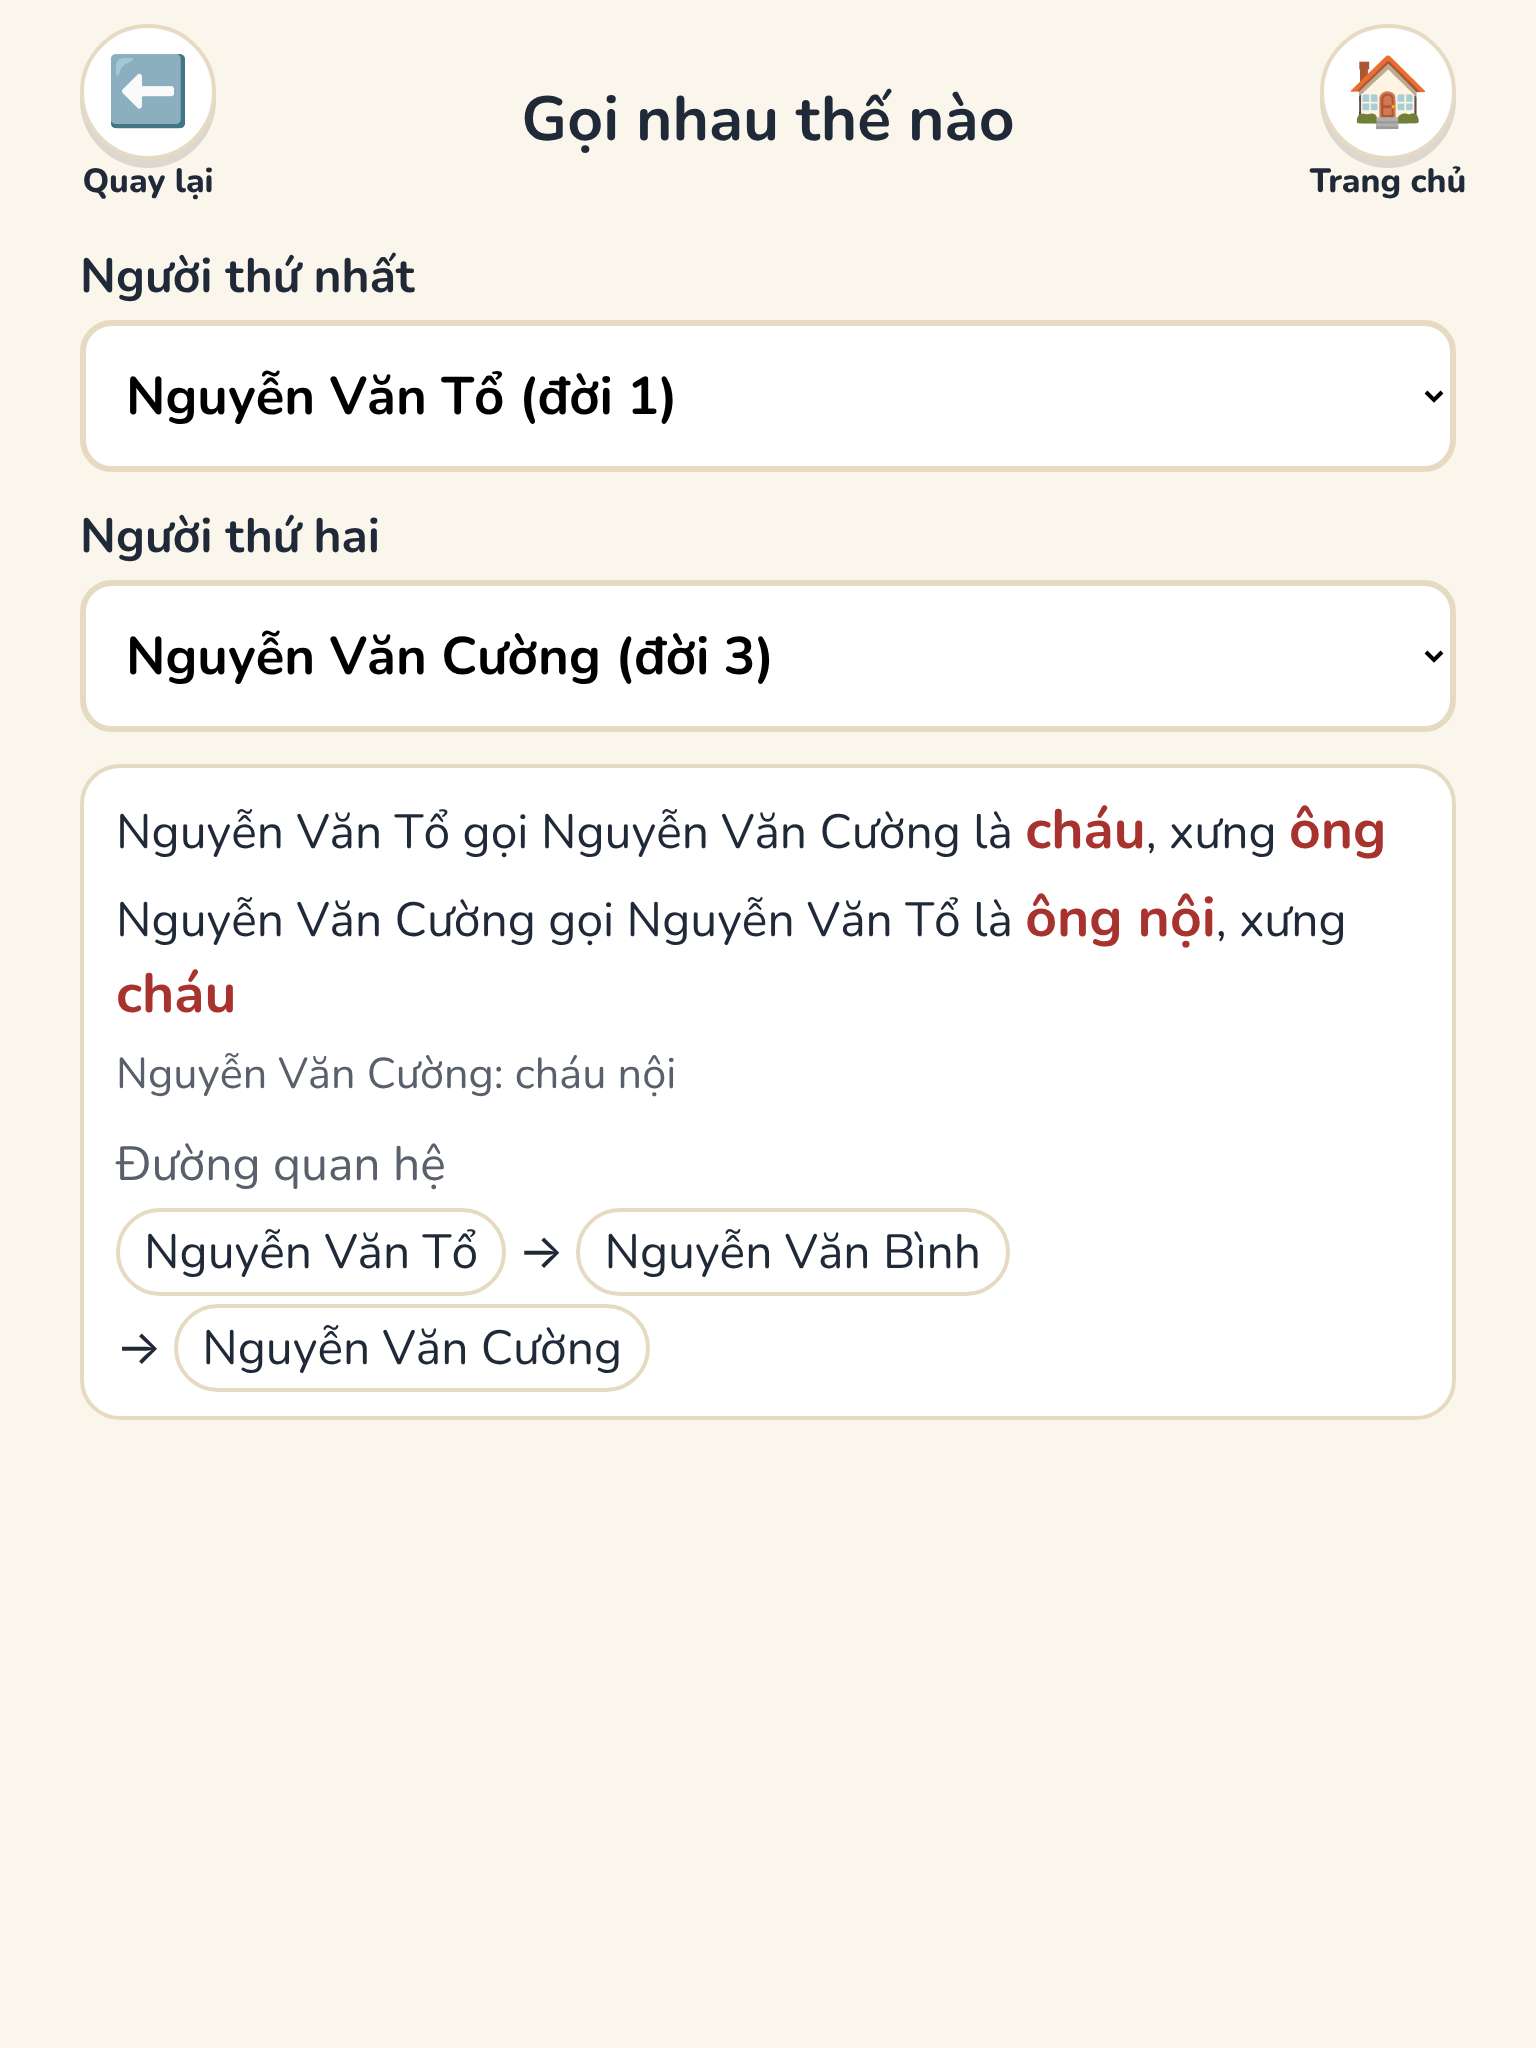 Gọi nhau thế nào
Quay lại
Trang chủ
Người thứ nhất
Nguyễn Văn Tổ (đời 1)
Người thứ hai
Nguyễn Văn Cường (đời 3)
Nguyễn Văn Tổ gọi Nguyễn Văn Cường là cháu, xưng ông
Nguyễn Văn Cường gọi Nguyễn Văn Tổ là ông nội, xưng
cháu
Nguyễn Văn Cường: cháu nội
Đường quan hệ
Nguyễn Văn Tổ → Nguyễn Văn Bình
→ Nguyễn Văn Cường